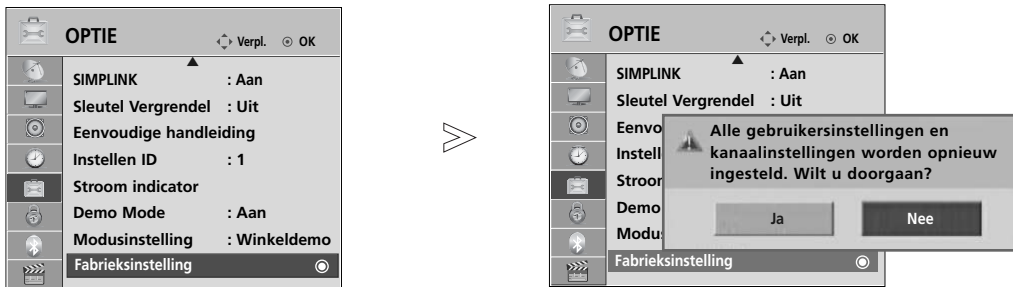 OPTIE
Verpl. OK
SIMPLINK : Aan
Sleutel Vergrendel : Uit
Eenvoudige handleiding
Instellen ID : 1
Stroom indicator
Demo Mode : Aan
Modusinstelling : Winkeldemo
Fabrieksinstelling
OPTIE
Verpl. OK
SIMPLINK : Aan
Sleutel Vergrendel : Uit
Eenvo
Instell
Stroor
Demo
Modus
Fabrieksinstelling
Alle gebruikersinstellingen en
kanaalinstellingen worden opnieuw
ingesteld. Wilt u doorgaan?
Ja
Nee